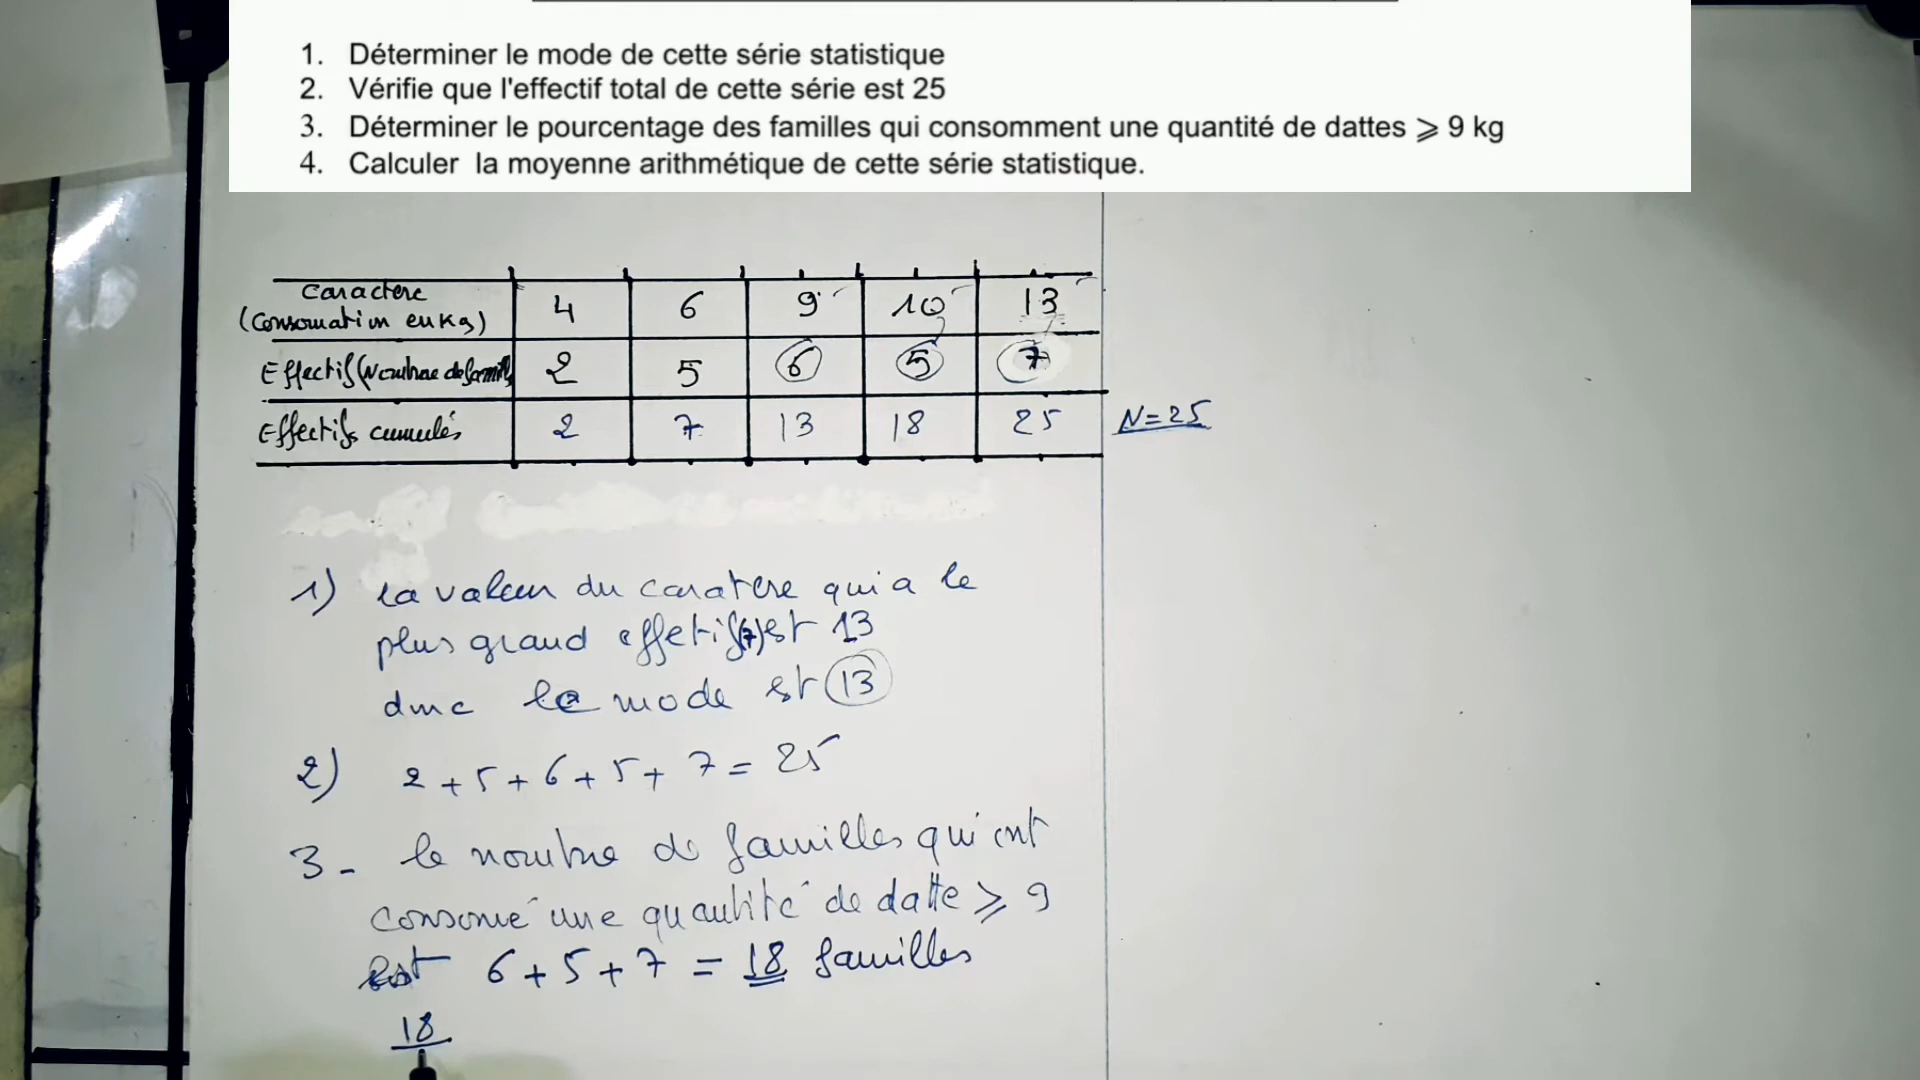 1. Déterminer le mode de cette série statistique
2. Vérifie que l'effectif total de cette série est 25
3. Déterminer le pourcentage des familles qui consomment une quantité de dattes ⩾ 9 kg
4. Calculer la moyenne arithmétique de cette série statistique.
caractere (Consomation en Kg) 4 6 9 10 13
Effectif (Nombre de famille 2 5 6 5 7
Effectifs cumulés 2 7 13 18 25 N=25
1) la valeur du caratere qui a le
plus grand effetif(7)est 13
donc le mode est 13
2) 2+5+6+5+7=25
3- le nombre de familles qui ont
consomé une quantité de datte ⩾ 9
est 6+5+7 = 18 familles
18